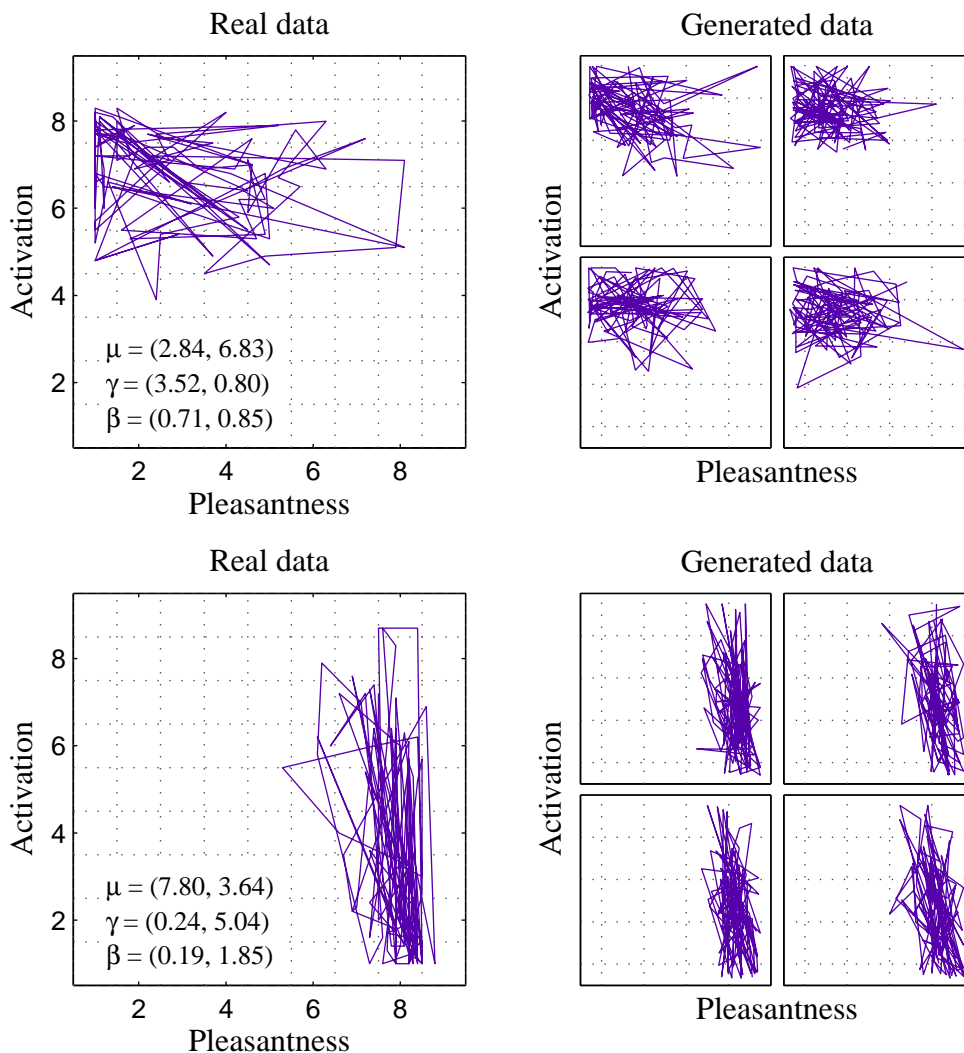 Real data
Activation
8
6
4
2
μ = (2.84, 6.83)
γ = (3.52, 0.80)
β = (0.71, 0.85)
2 4 6 8
Pleasantness
Generated data
Activation
Pleasantness
Real data
Activation
8
6
4
2
μ = (7.80, 3.64)
γ = (0.24, 5.04)
β = (0.19, 1.85)
2 4 6 8
Pleasantness
Generated data
Activation
Pleasantness